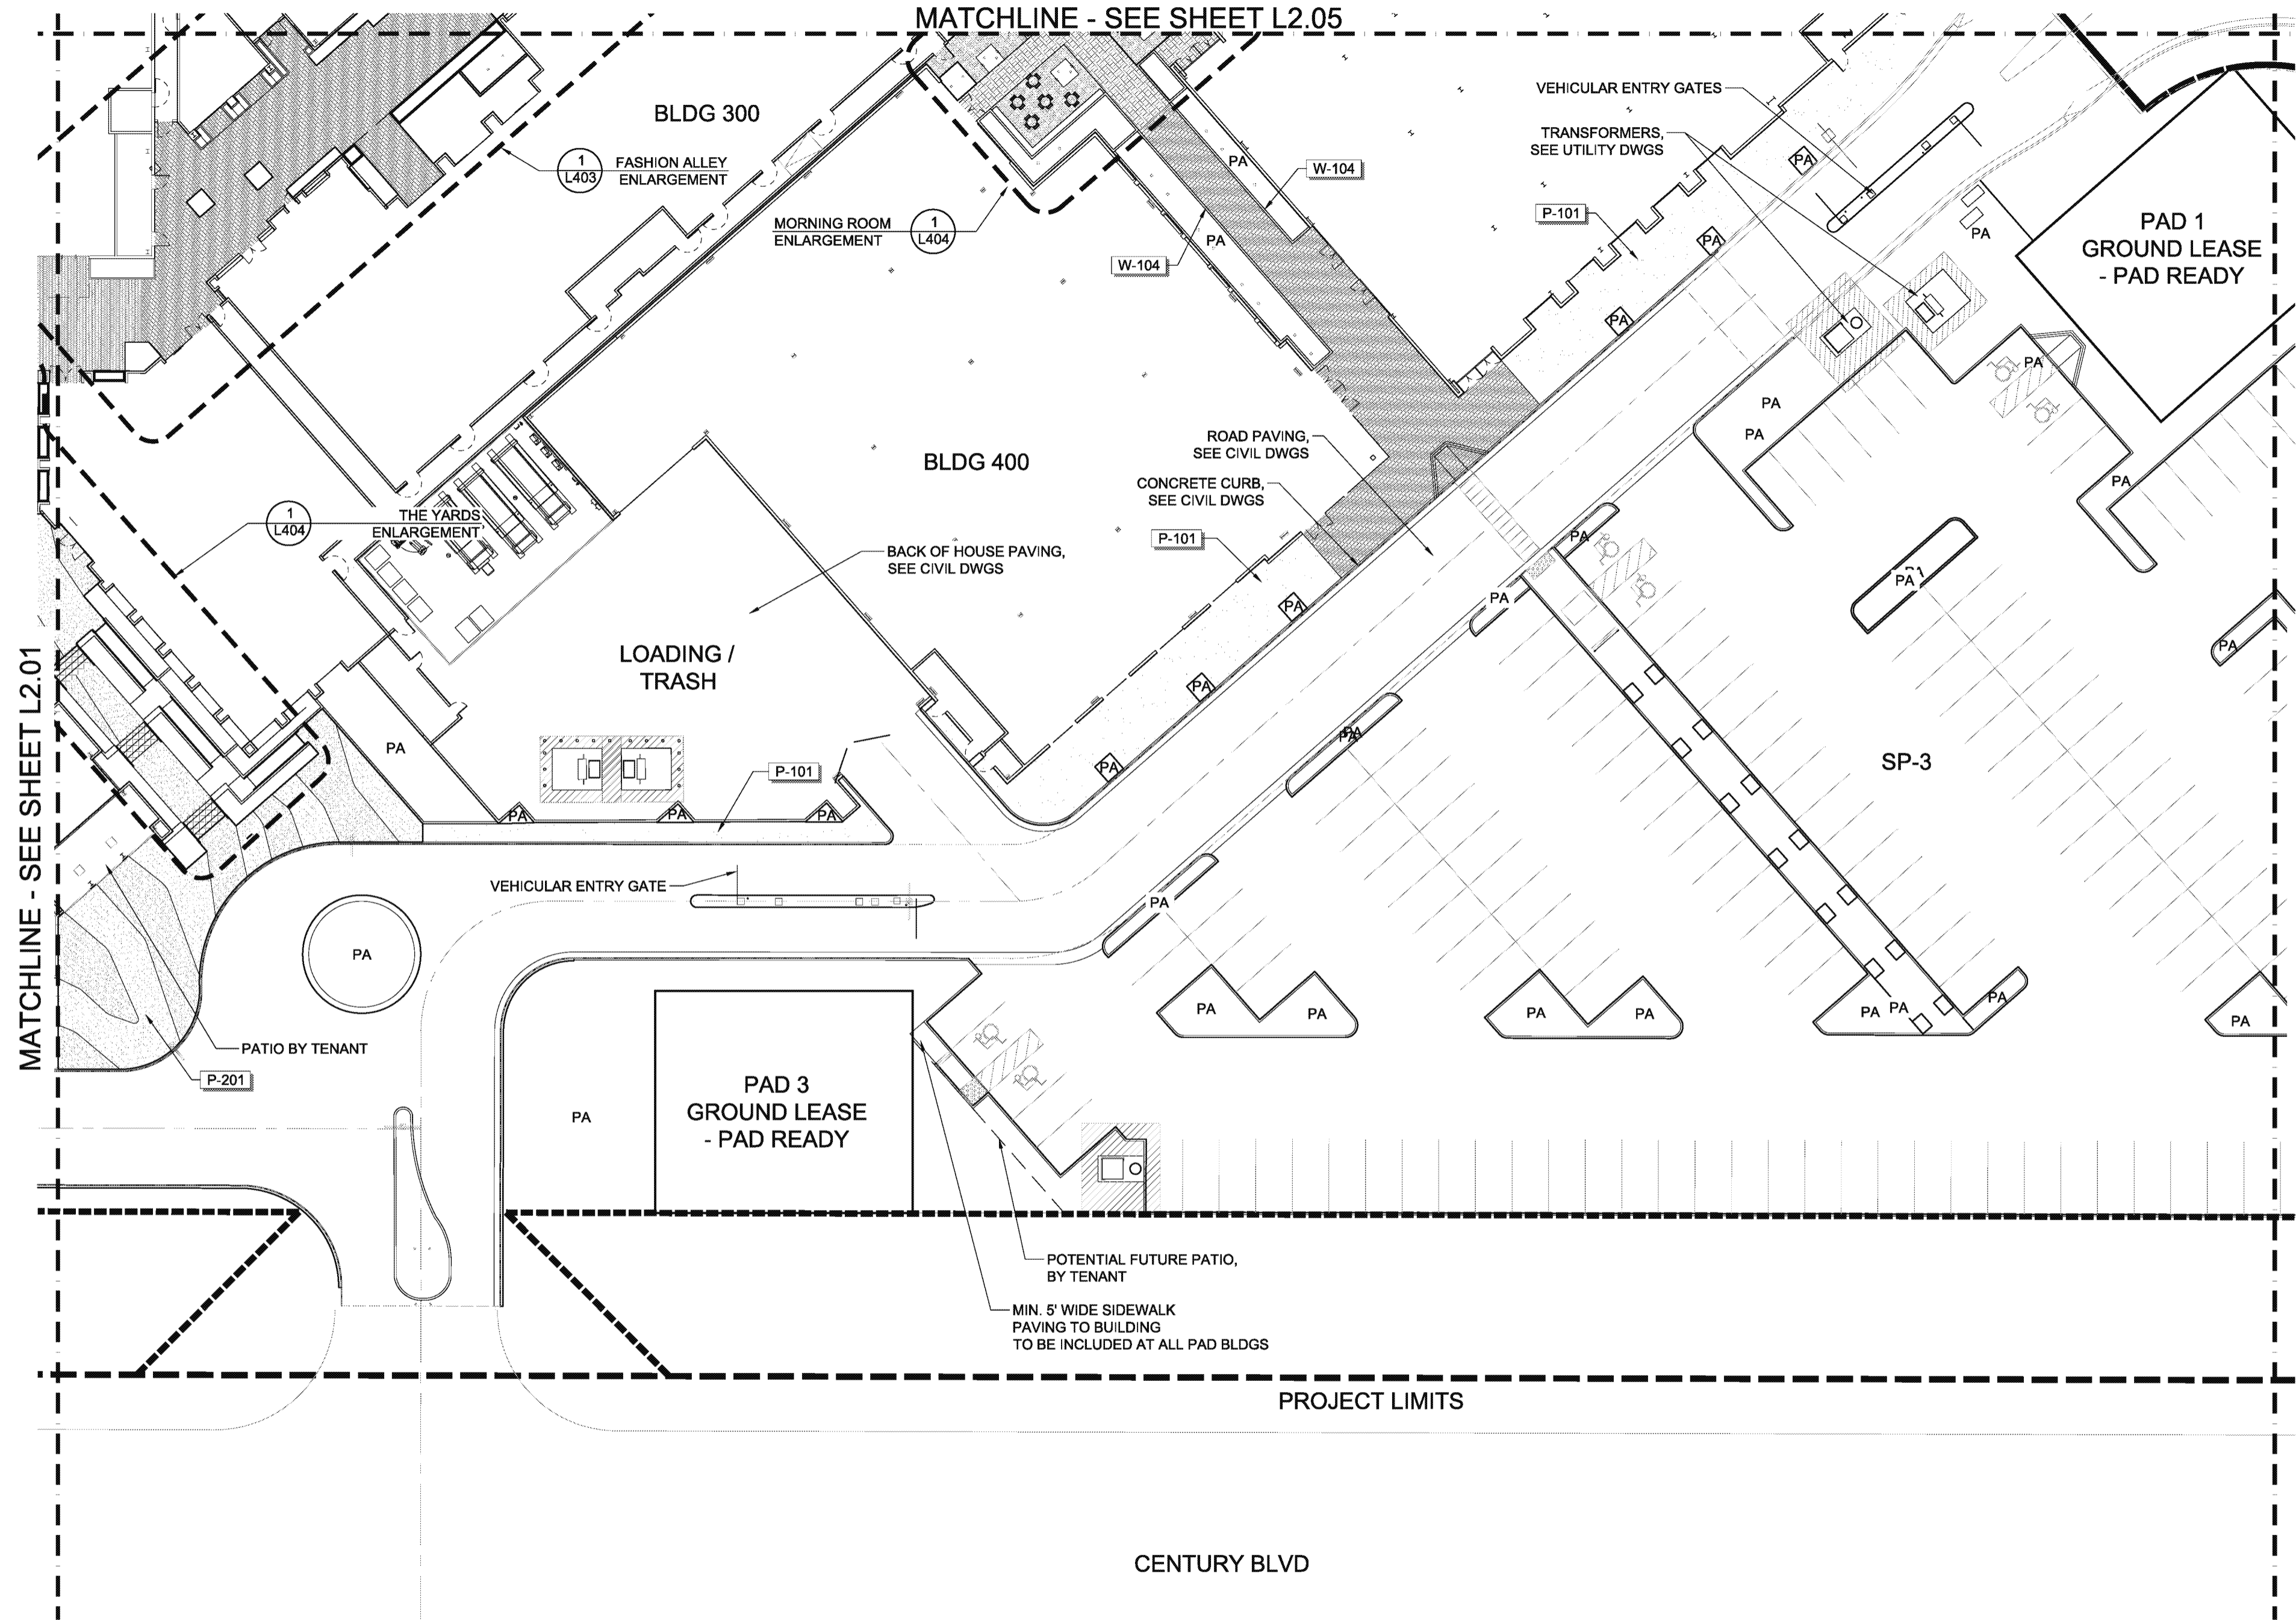 MATCHLINE - SEE SHEET L2.05
BLDG 300
1
L403
FASHION ALLEY
ENLARGEMENT
MORNING ROOM
ENLARGEMENT
1
L404
PA
W-104
PA
W-104
VEHICULAR ENTRY GATES
TRANSFORMERS,
SEE UTILITY DWGS
P-101
PA
PA
PA
PA
PAD 1
GROUND LEASE
- PAD READY
PA
PA
PA
PA
1
L404
THE YARDS
ENLARGEMENT
BLDG 400
ROAD PAVING,
SEE CIVIL DWGS
CONCRETE CURB,
SEE CIVIL DWGS
P-101
BACK OF HOUSE PAVING,
SEE CIVIL DWGS
LOADING /
TRASH
PA
PA
PA
PA
PA
PA
PA
PA
PA
PA
SP-3
MATCHLINE - SEE SHEET L2.01
PA
P-101
PA
PA
PA
VEHICULAR ENTRY GATE
PA
PA
PA
PA
PA
PA
PA
PA
PA
PA
PATIO BY TENANT
P-201
PA
PAD 3
GROUND LEASE
- PAD READY
POTENTIAL FUTURE PATIO,
BY TENANT
MIN. 5' WIDE SIDEWALK
PAVING TO BUILDING
TO BE INCLUDED AT ALL PAD BLDGS
PROJECT LIMITS
CENTURY BLVD